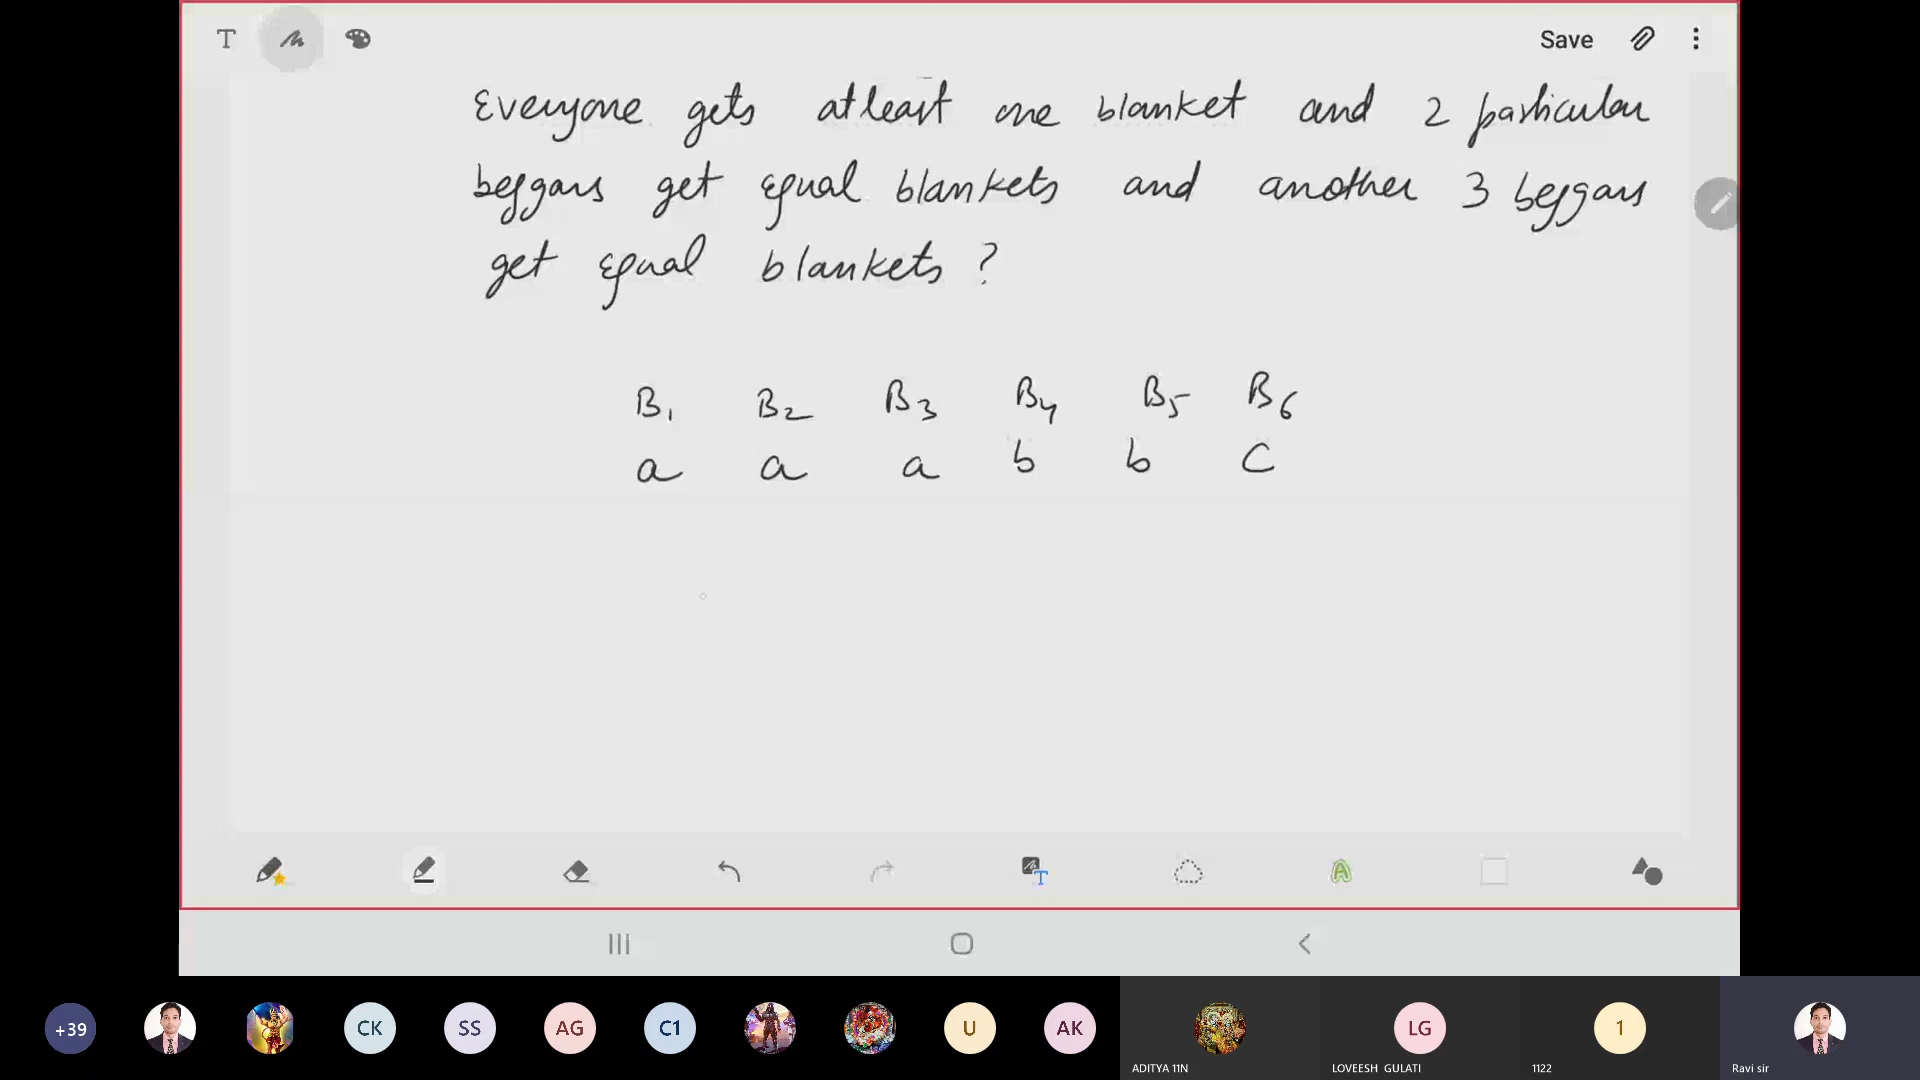 T Save
Everyone gets atleast one blanket and 2 particular
beggars get equal blankets and another 3 beggars
get equal blankets ?
B1 B2 B3 B4 B5 B6
a a a b b c
T A
+39 CK SS AG C1 U AK LG 1
ADITYA 11N LOVEESH GULATI 1122 Ravi sir